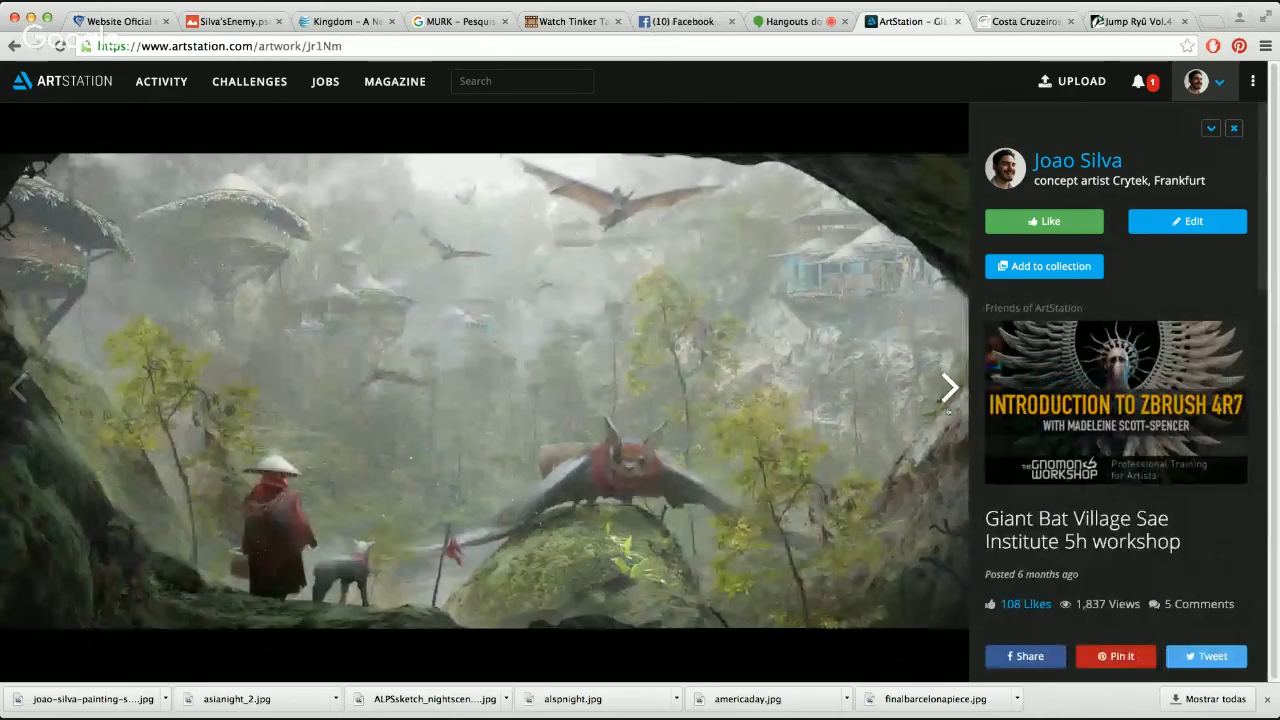 Website Oficial
Silva'sEnemy.ps
Kingdom – A Ne
MURK - Pesquis
Watch Tinker Ta
(10) Facebook
Hangouts do
ArtStation - Gia
Costa Cruzeiros
Jump Ryū Vol.4
Google
https://www.artstation.com/artwork/Jr1Nm
ARTSTATION
ACTIVITY
CHALLENGES
JOBS
MAGAZINE
Search
UPLOAD
1
Joao Silva
concept artist Crytek, Frankfurt
Like
Edit
Add to collection
Friends of ArtStation
INTRODUCTION TO ZBRUSH 4R7
WITH MADELEINE SCOTT-SPENCER
THE GNOMON WORKSHOP
Professional Training
for Artists
Giant Bat Village Sae
Institute 5h workshop
Posted 6 months ago
108 Likes 1,837 Views 5 Comments
Share
Pin it
Tweet
joao-silva-painting-s....jpg
asianight_2.jpg
ALPSsketch_nightscen....jpg
alspnight.jpg
americaday.jpg
finalbarcelonapiece.jpg
Mostrar todas